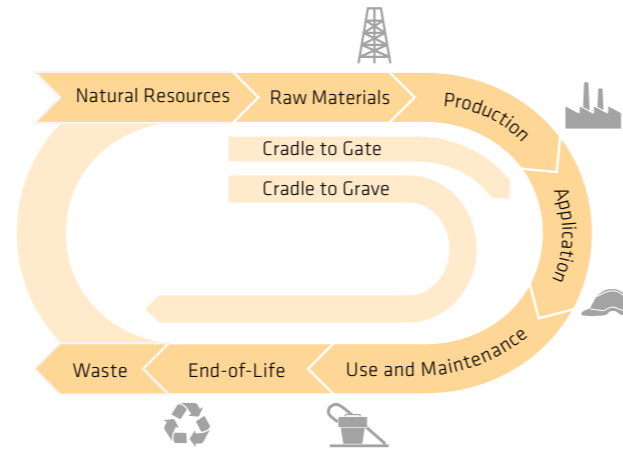 Natural Resources
Raw Materials
Production
Cradle to Gate
Cradle to Grave
Application
Use and Maintenance
End-of-Life
Waste